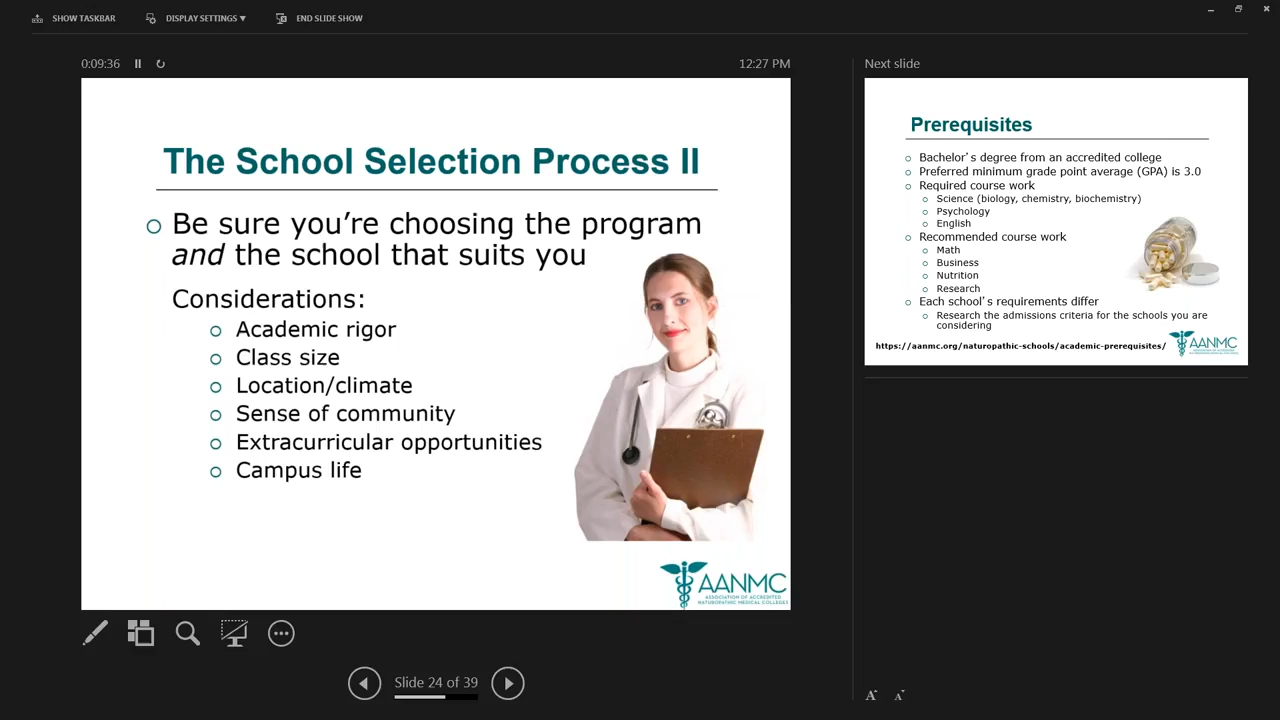 SHOW TASKBAR
DISPLAY SETTINGS ▼
END SLIDE SHOW
0:09:36
12:27 PM
The School Selection Process II
Be sure you’re choosing the program
and the school that suits you
Considerations:
Academic rigor
Class size
Location/climate
Sense of community
Extracurricular opportunities
Campus life
AANMC
ASSOCIATION OF ACCREDITED
NATUROPATHIC MEDICAL COLLEGES
Slide 24 of 39
Next slide
Prerequisites
Bachelor’s degree from an accredited college
Preferred minimum grade point average (GPA) is 3.0
Required course work
Science (biology, chemistry, biochemistry)
Psychology
English
Recommended course work
Math
Business
Nutrition
Research
Each school’s requirements differ
Research the admissions criteria for the schools you are
considering
https://aanmc.org/naturopathic-schools/academic-prerequisites/
AANMC
A
A